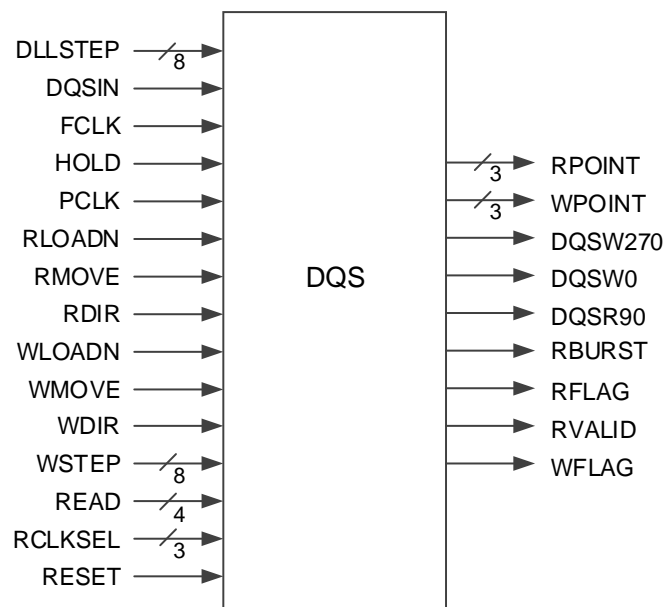 DLLSTEP
8
DQSIN
FCLK
HOLD
PCLK
RLOADN
RMOVE
RDIR
WLOADN
WMOVE
WDIR
WSTEP
8
READ
4
RCLKSEL
3
RESET
DQS
RPOINT
3
WPOINT
3
DQSW270
DQSW0
DQSR90
RBURST
RFLAG
RVALID
WFLAG